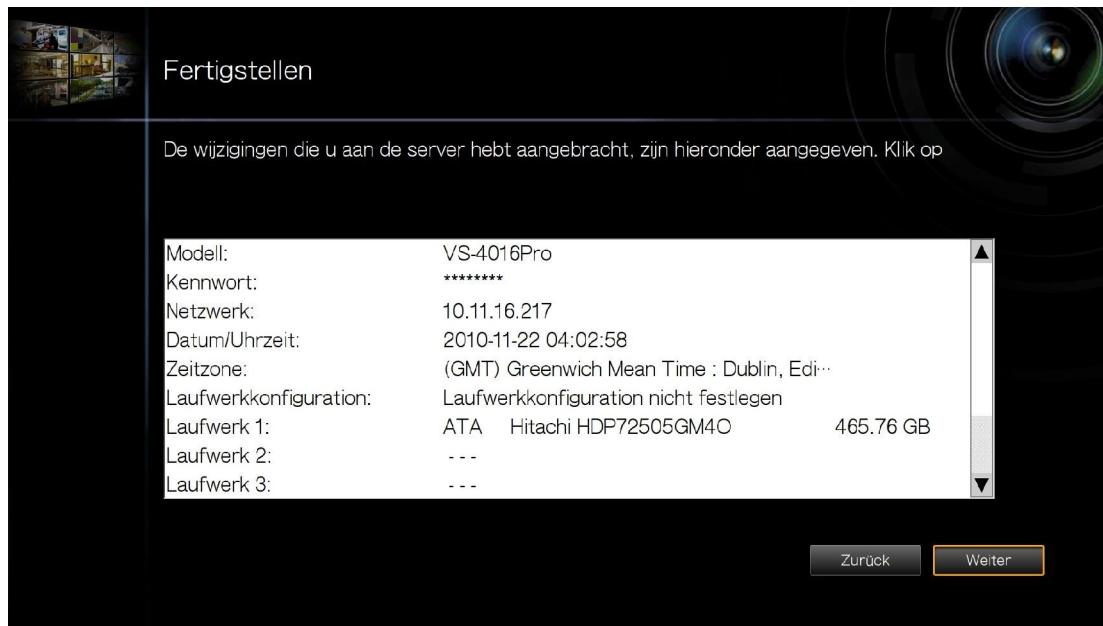 Fertigstellen
De wijzigingen die u aan de server hebt aangebracht, zijn hieronder aangegeven. Klik op
Modell: VS-4016Pro
Kennwort: ********
Netzwerk: 10.11.16.217
Datum/Uhrzeit: 2010-11-22 04:02:58
Zeitzone: (GMT) Greenwich Mean Time : Dublin, Edi···
Laufwerkkonfiguration: Laufwerkkonfiguration nicht festlegen
Laufwerk 1: ATA Hitachi HDP72505GM4O 465.76 GB
Laufwerk 2: - - -
Laufwerk 3: - - -
Zurück Weiter